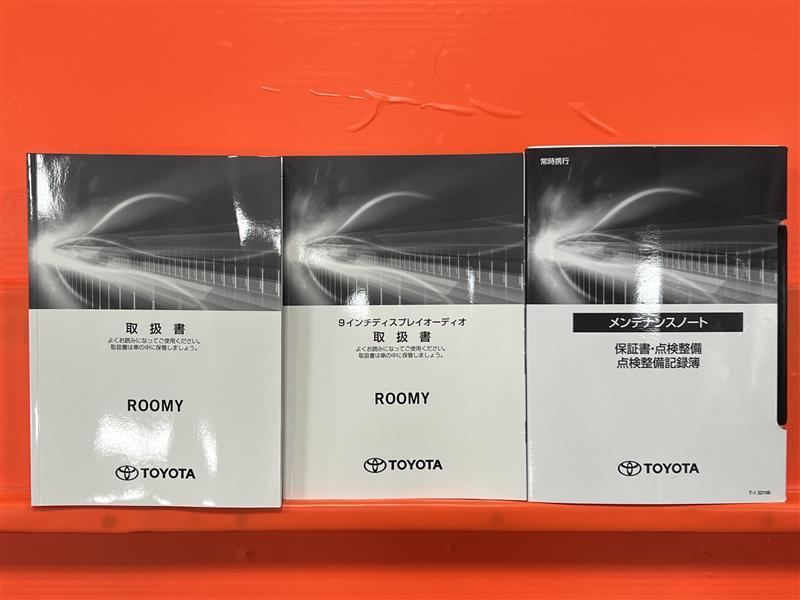 取扱書
よくお読みになってご使用ください。
取扱書は車の中に保管しましょう。
ROOMY
TOYOTA
9インチディスプレイオーディオ
取扱書
よくお読みになってご使用ください。
取扱書は車の中に保管しましょう。
ROOMY
TOYOTA
常時携行
メンテナンスノート
保証書・点検整備
点検整備記録簿
TOYOTA
T-1 22108